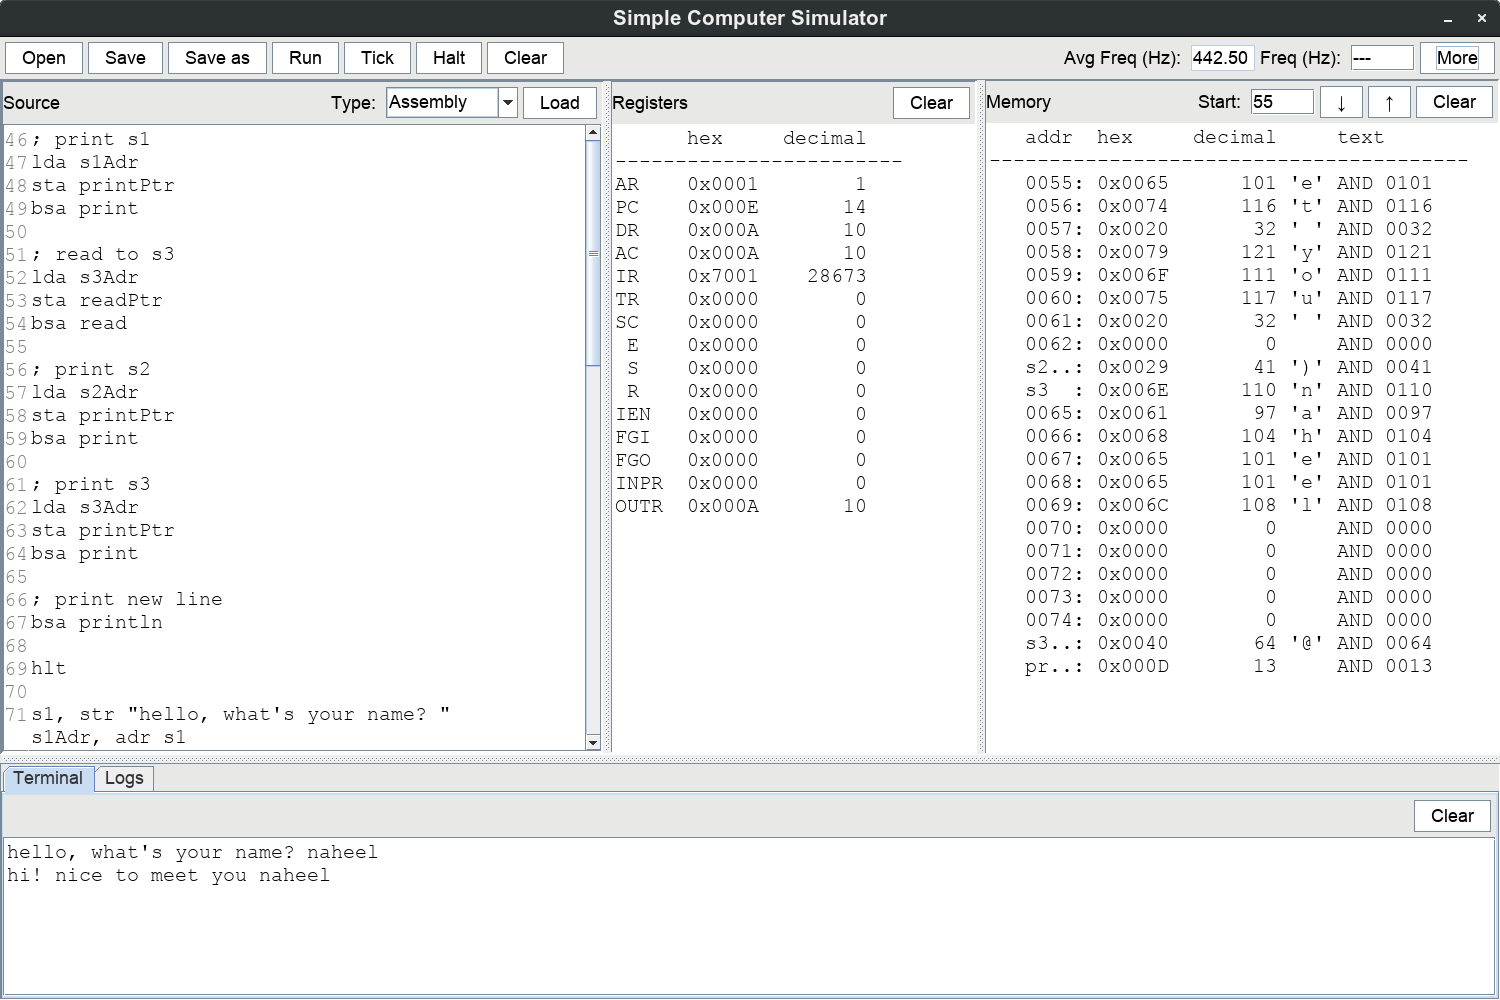 Simple Computer Simulator
Open Save Save as Run Tick Halt Clear Avg Freq (Hz): 442.50 Freq (Hz): --- More
Source Type: Assembly Load
46 ; print s1
47 lda s1Adr
48 sta printPtr
49 bsa print
50
51 ; read to s3
52 lda s3Adr
53 sta readPtr
54 bsa read
55
56 ; print s2
57 lda s2Adr
58 sta printPtr
59 bsa print
60
61 ; print s3
62 lda s3Adr
63 sta printPtr
64 bsa print
65
66 ; print new line
67 bsa println
68
69 hlt
70
71 s1, str "hello, what's your name? "
s1Adr, adr s1
Registers Clear
hex decimal
------------------------
AR 0x0001 1
PC 0x000E 14
DR 0x000A 10
AC 0x000A 10
IR 0x7001 28673
TR 0x0000 0
SC 0x0000 0
E 0x0000 0
S 0x0000 0
R 0x0000 0
IEN 0x0000 0
FGI 0x0000 0
FGO 0x0000 0
INPR 0x0000 0
OUTR 0x000A 10
Memory Start: 55 ↓ ↑ Clear
addr hex decimal text
----------------------------------------
0055: 0x0065 101 'e' AND 0101
0056: 0x0074 116 't' AND 0116
0057: 0x0020 32 ' ' AND 0032
0058: 0x0079 121 'y' AND 0121
0059: 0x006F 111 'o' AND 0111
0060: 0x0075 117 'u' AND 0117
0061: 0x0020 32 ' ' AND 0032
0062: 0x0000 0 AND 0000
s2..: 0x0029 41 ')' AND 0041
s3 : 0x006E 110 'n' AND 0110
0065: 0x0061 97 'a' AND 0097
0066: 0x0068 104 'h' AND 0104
0067: 0x0065 101 'e' AND 0101
0068: 0x0065 101 'e' AND 0101
0069: 0x006C 108 'l' AND 0108
0070: 0x0000 0 AND 0000
0071: 0x0000 0 AND 0000
0072: 0x0000 0 AND 0000
0073: 0x0000 0 AND 0000
0074: 0x0000 0 AND 0000
s3..: 0x0040 64 '@' AND 0064
pr..: 0x000D 13 AND 0013
Terminal Logs
Clear
hello, what's your name? naheel
hi! nice to meet you naheel